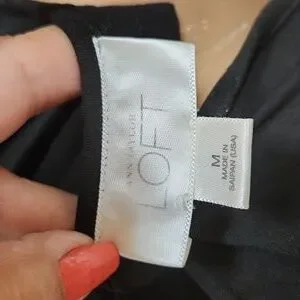 ANN TAYLOR
LOFT
M
MADE IN
SAIPAN (USA)